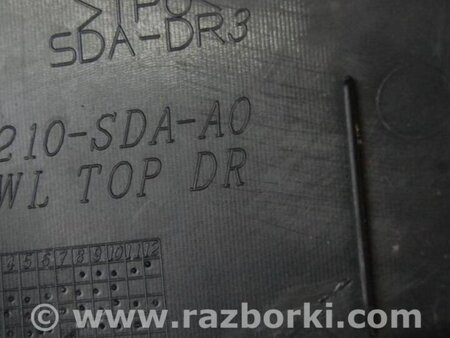 >TPO<
SDA-DR3
210-SDA-A0
WL TOP DR
4 5 6 7 8 9 10 11 12
© www.razborki.com